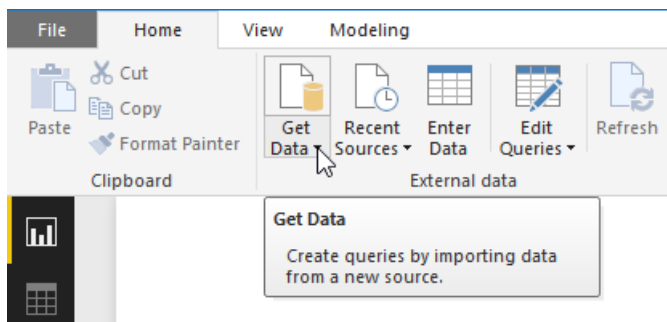 File Home View Modeling
Cut
Copy
Format Painter
Paste
Clipboard
Get Data
Recent Sources
Enter Data
Edit Queries
Refresh
External data
Get Data
Create queries by importing data
from a new source.